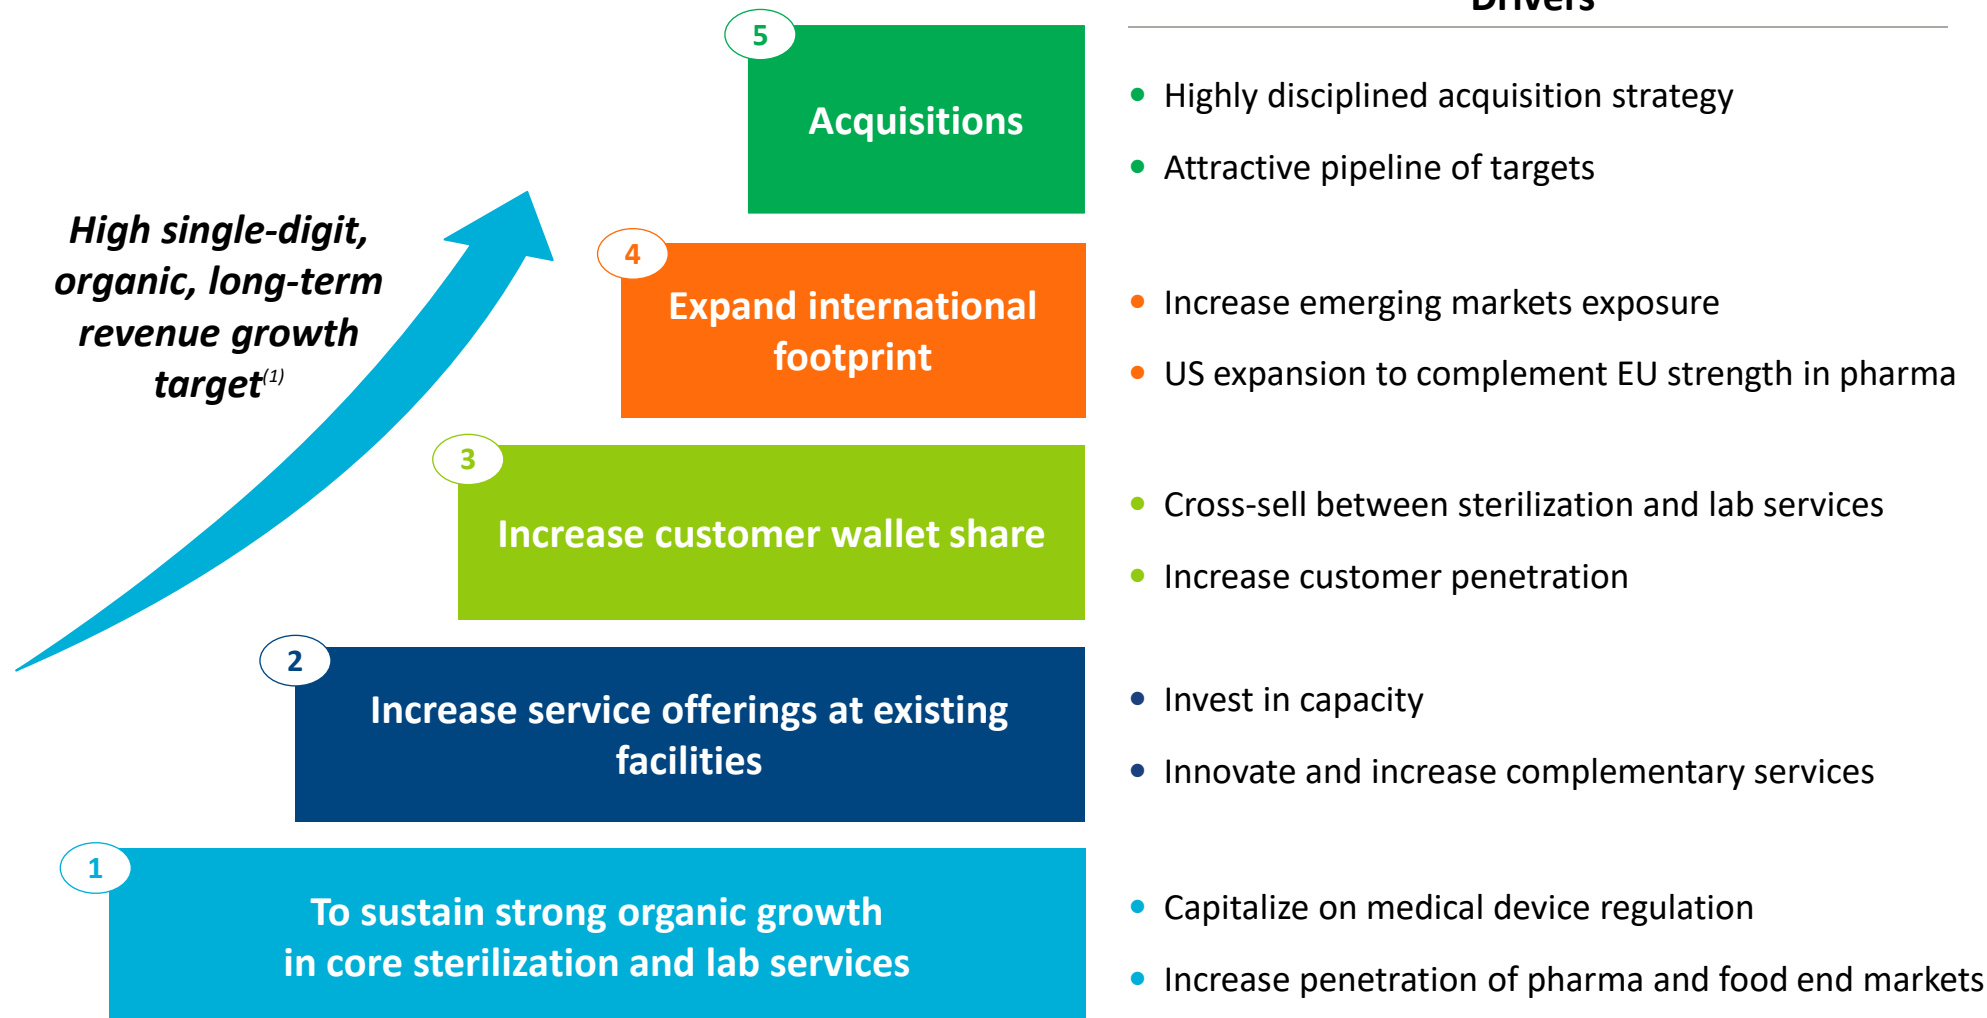 Drivers
5
Acquisitions
• Highly disciplined acquisition strategy
• Attractive pipeline of targets
High single-digit,
organic, long-term
revenue growth
target(1)
4
Expand international
footprint
• Increase emerging markets exposure
• US expansion to complement EU strength in pharma
3
Increase customer wallet share
• Cross-sell between sterilization and lab services
• Increase customer penetration
2
Increase service offerings at existing
facilities
• Invest in capacity
• Innovate and increase complementary services
1
To sustain strong organic growth
in core sterilization and lab services
• Capitalize on medical device regulation
• Increase penetration of pharma and food end markets